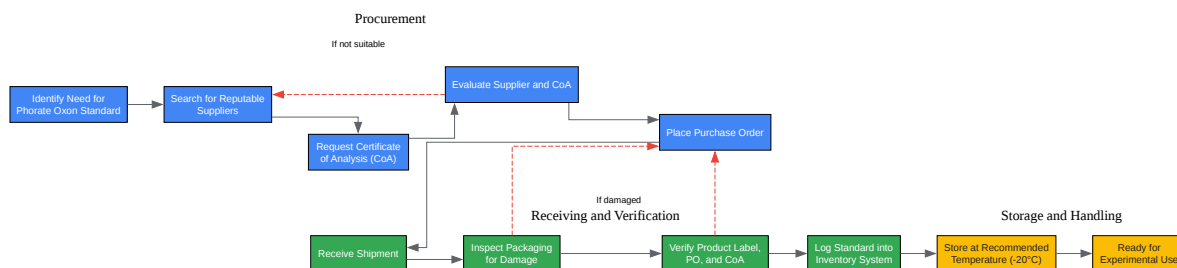 Procurement
If not suitable
Identify Need for
Phorate Oxon Standard
Search for Reputable
Suppliers
Evaluate Supplier and CoA
Request Certificate
of Analysis (CoA)
Place Purchase Order
If damaged
Receiving and Verification
Storage and Handling
Receive Shipment
Inspect Packaging
for Damage
Verify Product Label,
PO, and CoA
Log Standard into
Inventory System
Store at Recommended
Temperature (-20°C)
Ready for
Experimental Use